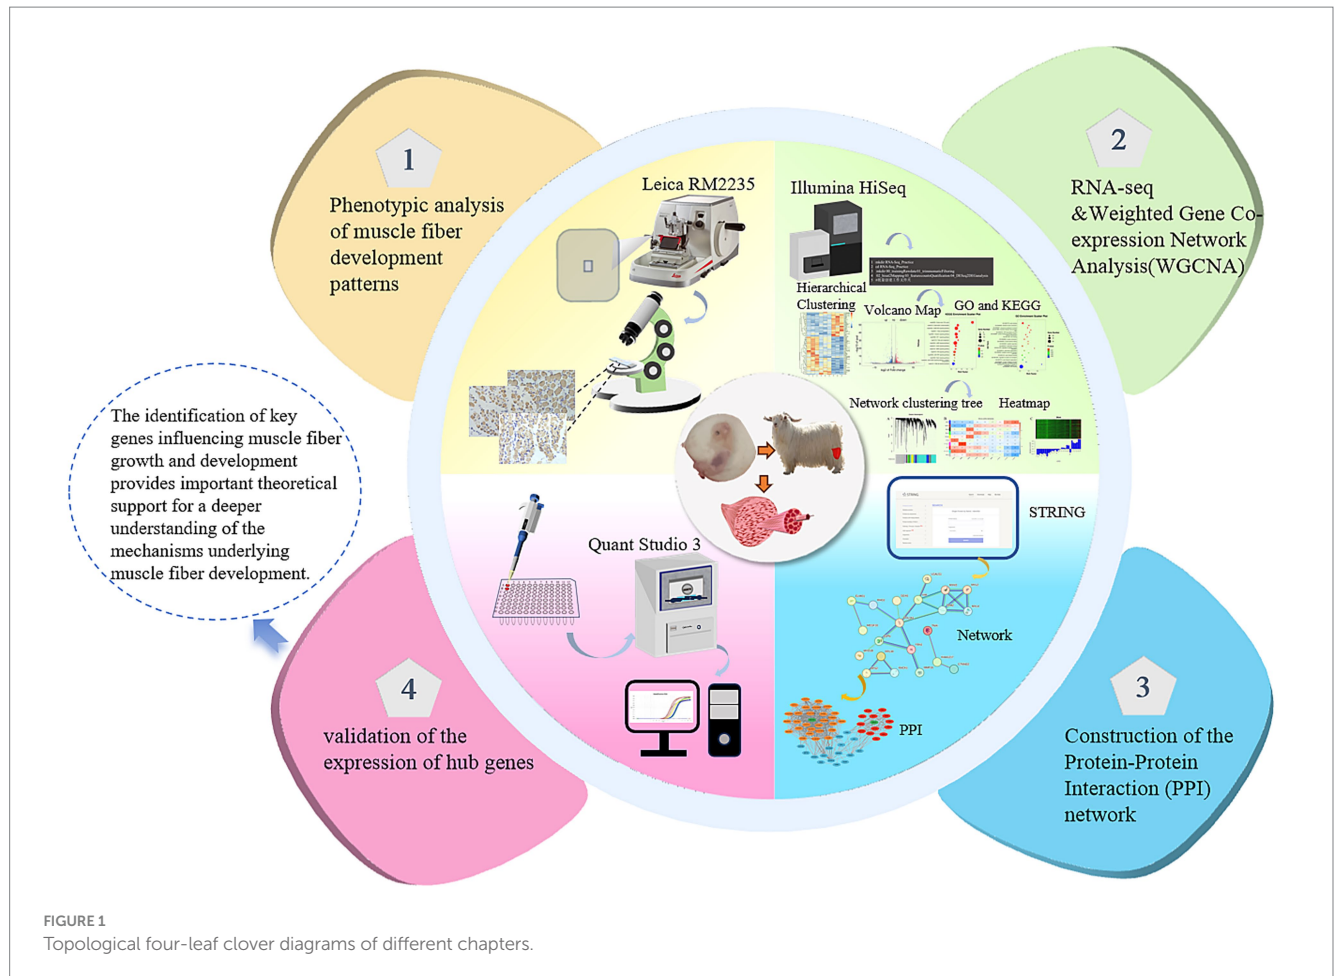 1
Phenotypic analysis
of muscle fiber
development
patterns
2
RNA-seq
&Weighted Gene Co-
expression Network
Analysis(WGCNA)
Leica RM2235
Illumina HiSeq
Hierarchical
Clustering
Volcano Map
GO and KEGG
Network clustering tree
Heatmap
The identification of key
genes influencing muscle fiber
growth and development
provides important theoretical
support for a deeper
understanding of the
mechanisms underlying
muscle fiber development.
STRING
Quant Studio 3
Network
PPI
4
validation of the
expression of hub genes
3
Construction of the
Protein-Protein
Interaction (PPI)
network
FIGURE 1
Topological four-leaf clover diagrams of different chapters.